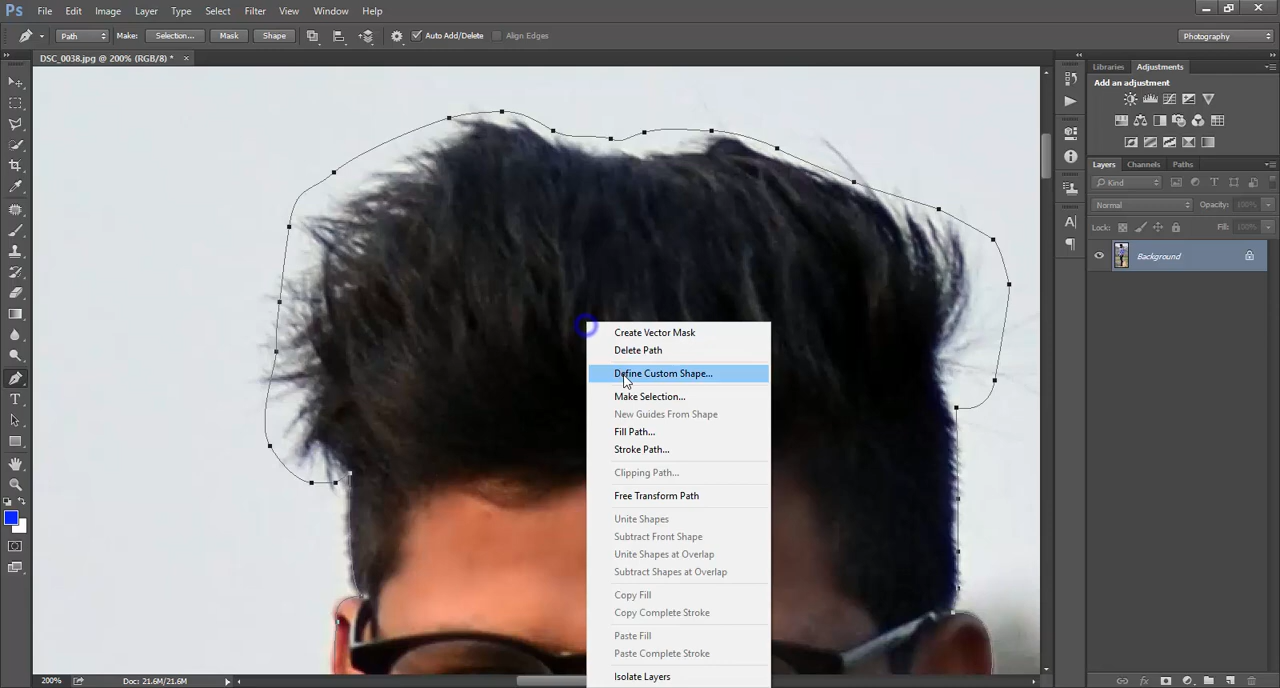 Ps File Edit Image Layer Type Select Filter View Window Help
Path Make: Selection... Mask Shape Auto Add/Delete Align Edges Photography
DSC_0038.jpg @ 200% (RGB/8) *
Libraries Adjustments
Add an adjustment
Layers Channels Paths
Kind
Normal Opacity: 100%
Lock: Fill: 100%
Background
Create Vector Mask
Delete Path
Define Custom Shape...
Make Selection...
New Guides From Shape
Fill Path...
Stroke Path...
Clipping Path...
Free Transform Path
Unite Shapes
Subtract Front Shape
Unite Shapes at Overlap
Subtract Shapes at Overlap
Copy Fill
Copy Complete Stroke
Paste Fill
Paste Complete Stroke
Isolate Layers
200% Doc: 21.6M/21.6M